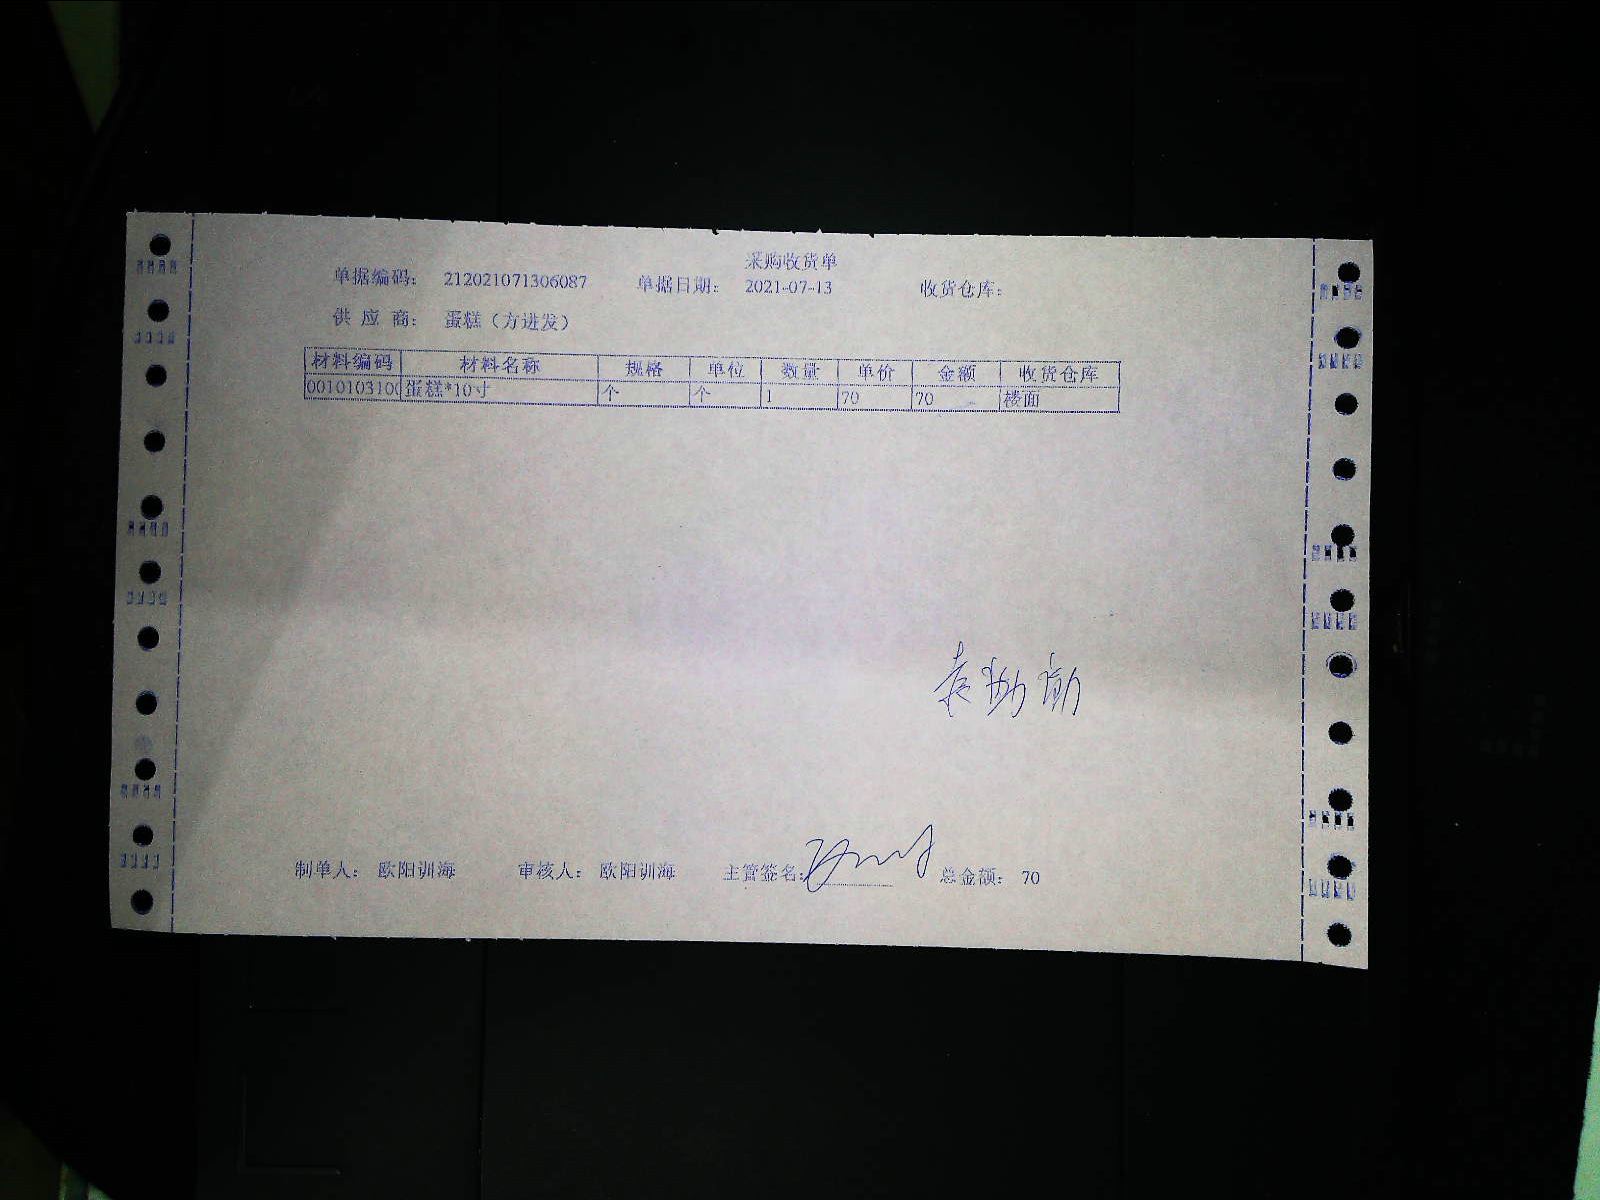 采购收货单
单据编码： 212021071306087 单据日期： 2021-07-13 收货仓库：
供 应 商： 蛋糕（方进发）
材料编码 材料名称 规格 单位 数量 单价 金额 收货仓库
0010103100 蛋糕*10寸 个 个 1 70 70 楼面
制单人： 欧阳训海 审核人： 欧阳训海 主管签名： 总金额： 70